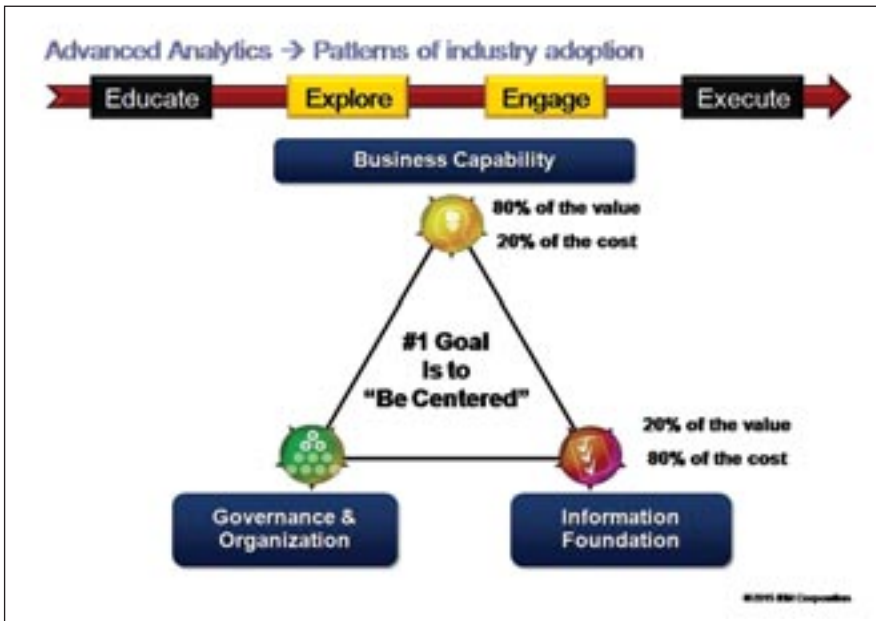 Advanced Analytics → Patterns of industry adoption
Educate
Explore
Engage
Execute
Business Capability
80% of the value
20% of the cost
#1 Goal
Is to
“Be Centered”
20% of the value
80% of the cost
Governance &
Organization
Information
Foundation
Corporation